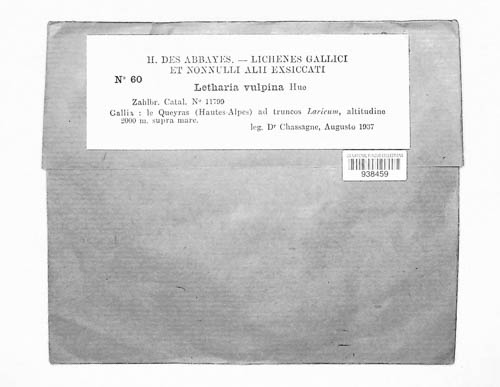 H. DES ABBAYES. — LICHENES GALLICI
ET NONNULLI ALII EXSICCATI
N° 60
Letharia vulpina Hue
Zahlbr. Catal. N° 11799
Gallia : le Queyras (Hautes-Alpes) ad truncos Laricum, altitudine
2000 m. supra mare.
leg. Dr Chassagne, Augusto 1937
938459